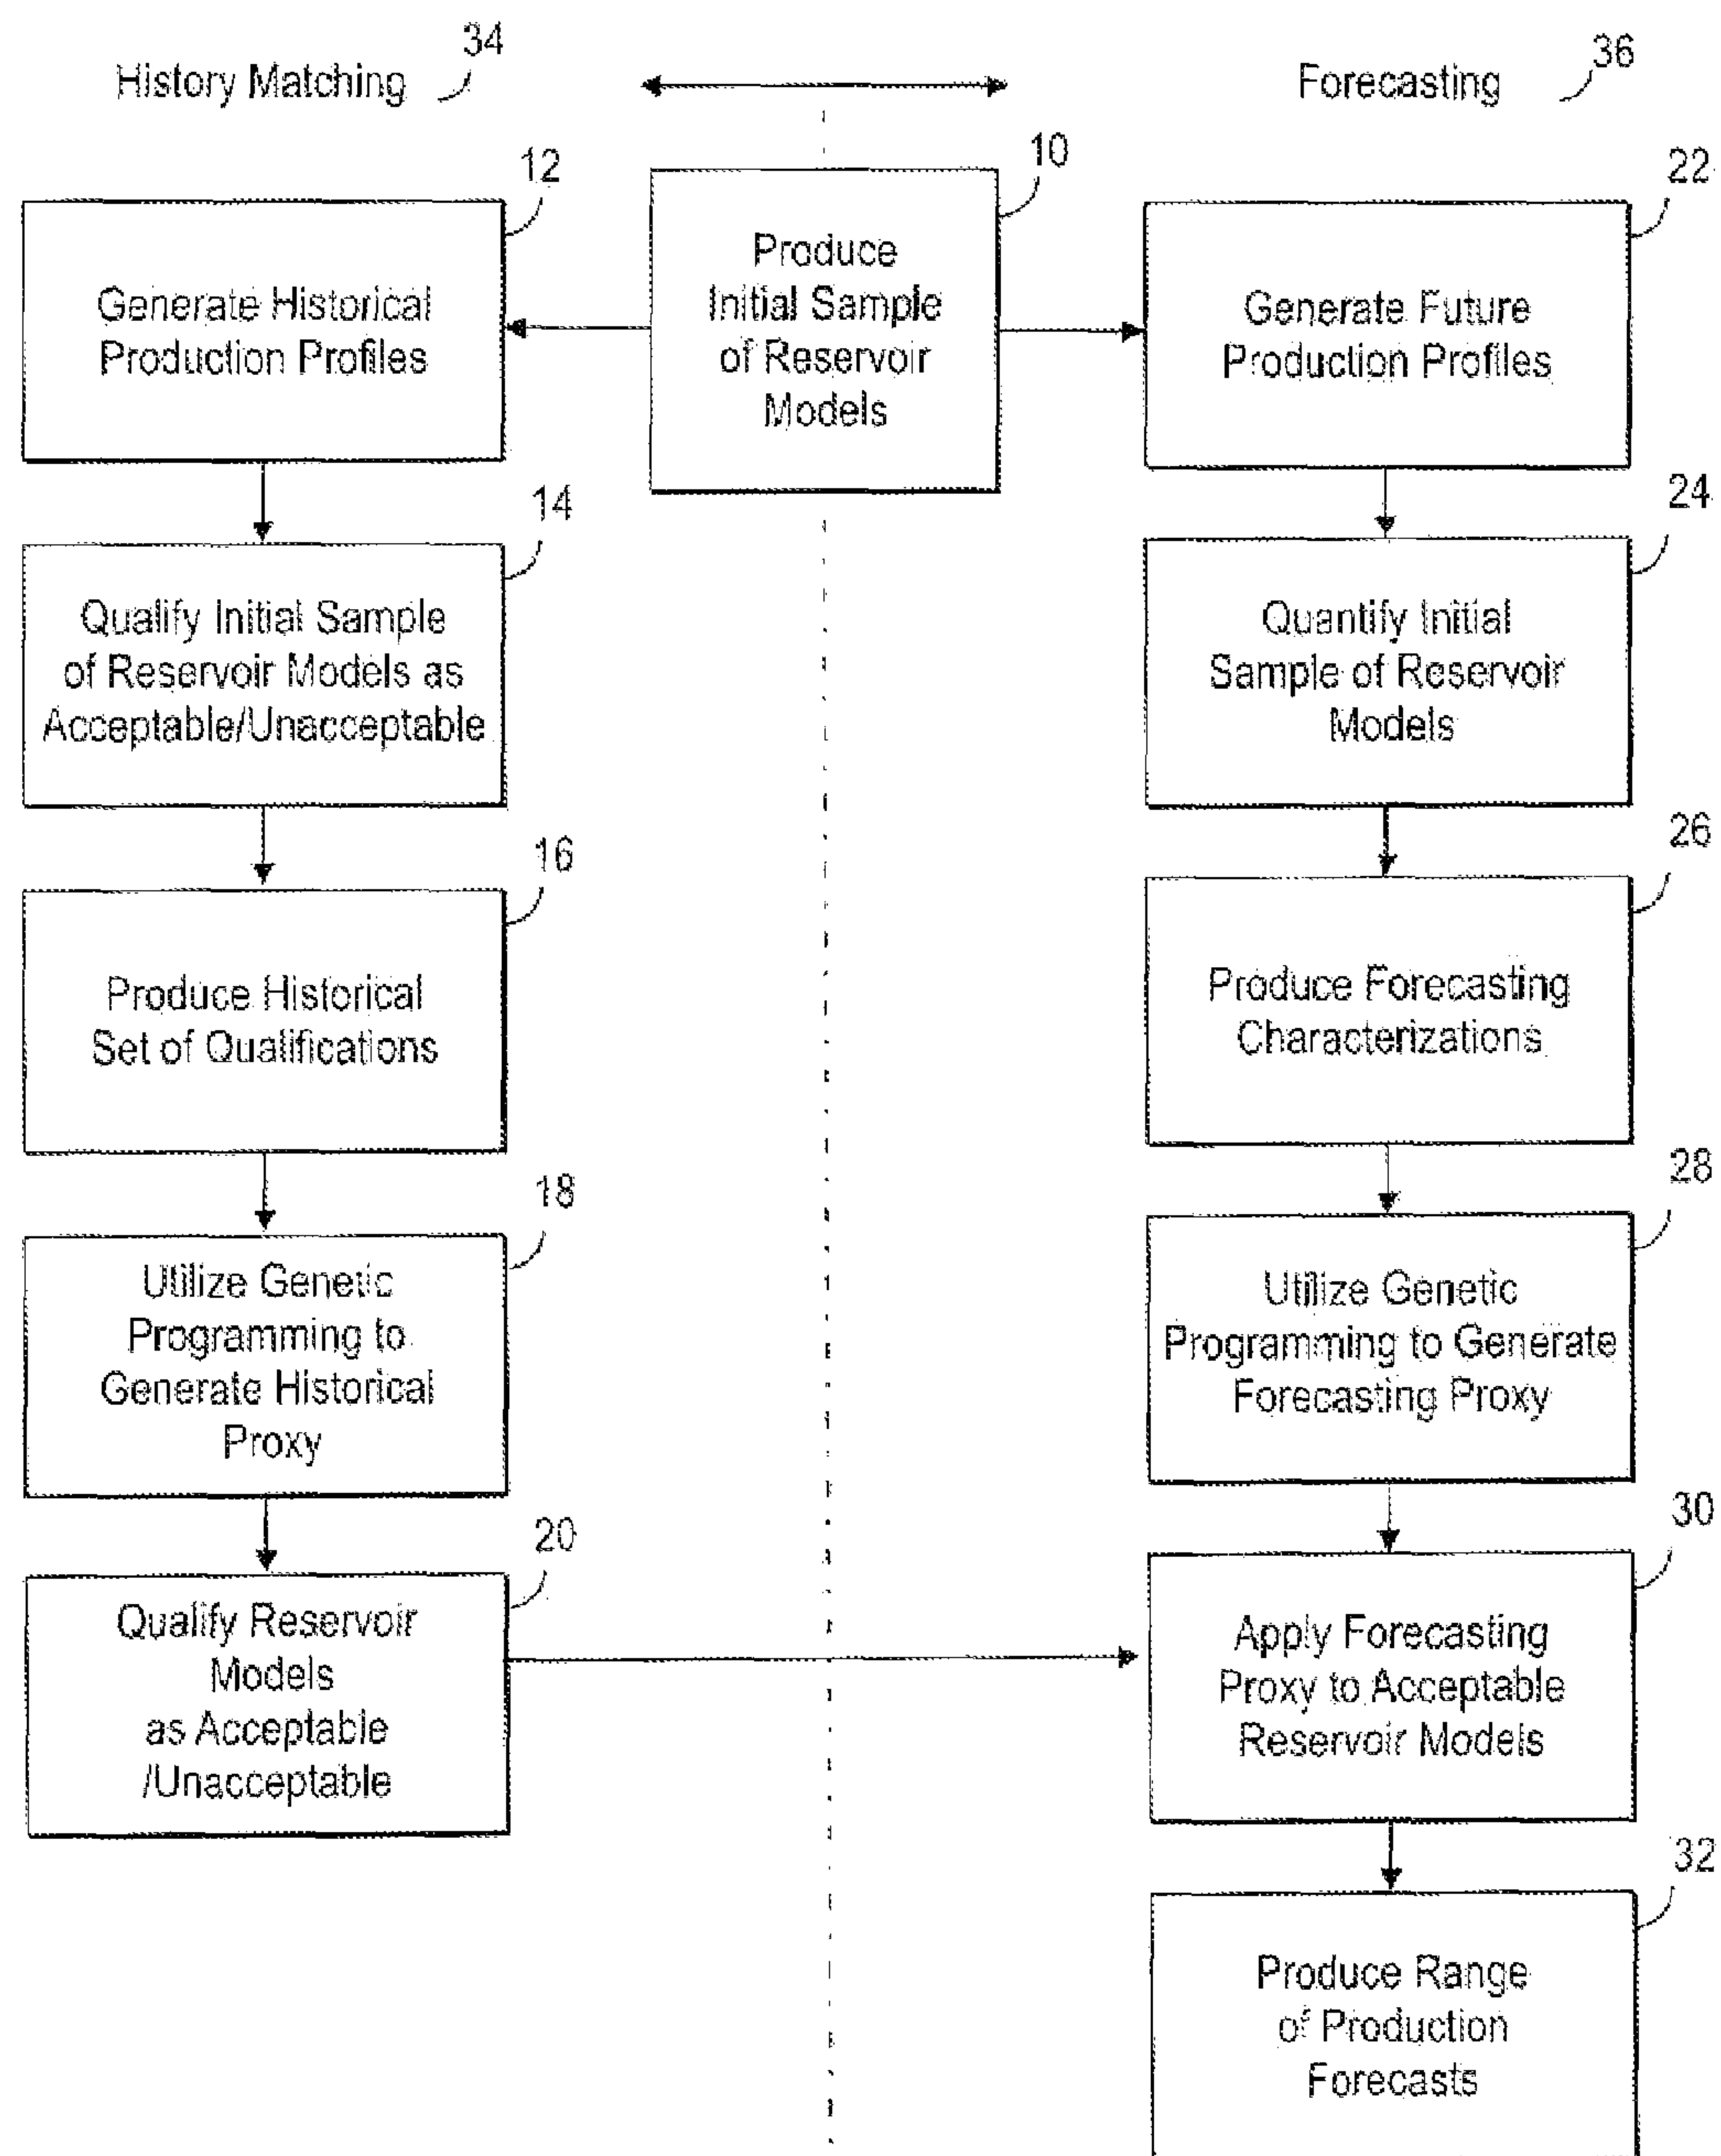 History Matching
34
Forecasting
36
10
Produce
Initial Sample
of Reservoir
Models
12
Generate Historical
Production Profiles
14
Qualify Initial Sample
of Reservoir Models as
Acceptable/Unacceptable
16
Produce Historical
Set of Qualifications
18
Utilize Genetic
Programming to
Generate Historical
Proxy
20
Qualify Reservoir
Models
as Acceptable
/Unacceptable
22
Generate Future
Production Profiles
24
Quantify Initial
Sample of Reservoir
Models
26
Produce Forecasting
Characterizations
28
Utilize Genetic
Programming to Generate
Forecasting Proxy
30
Apply Forecasting
Proxy to Acceptable
Reservoir Models
32
Produce Range
of Production
Forecasts